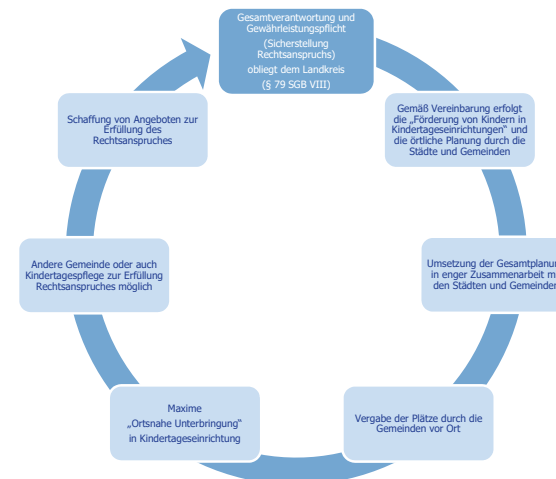 Gesamtverantwortung und
Gewährleistungspflicht
(Sicherstellung
Rechtsanspruchs)
obliegt dem Landkreis
(§ 79 SGB VIII)
Gemäß Vereinbarung erfolgt
die „Förderung von Kindern in
Kindertageseinrichtungen“ und
die örtliche Planung durch die
Städte und Gemeinden
Umsetzung der Gesamtplanun
in enger Zusammenarbeit m
den Städten und Gemeinden
Vergabe der Plätze durch die
Gemeinden vor Ort
Maxime
„Ortsnahe Unterbringung“
in Kindertageseinrichtung
Andere Gemeinde oder auch
Kindertagespflege zur Erfüllung
Rechtsanspruches möglich
Schaffung von Angeboten zur
Erfüllung des
Rechtsanspruches